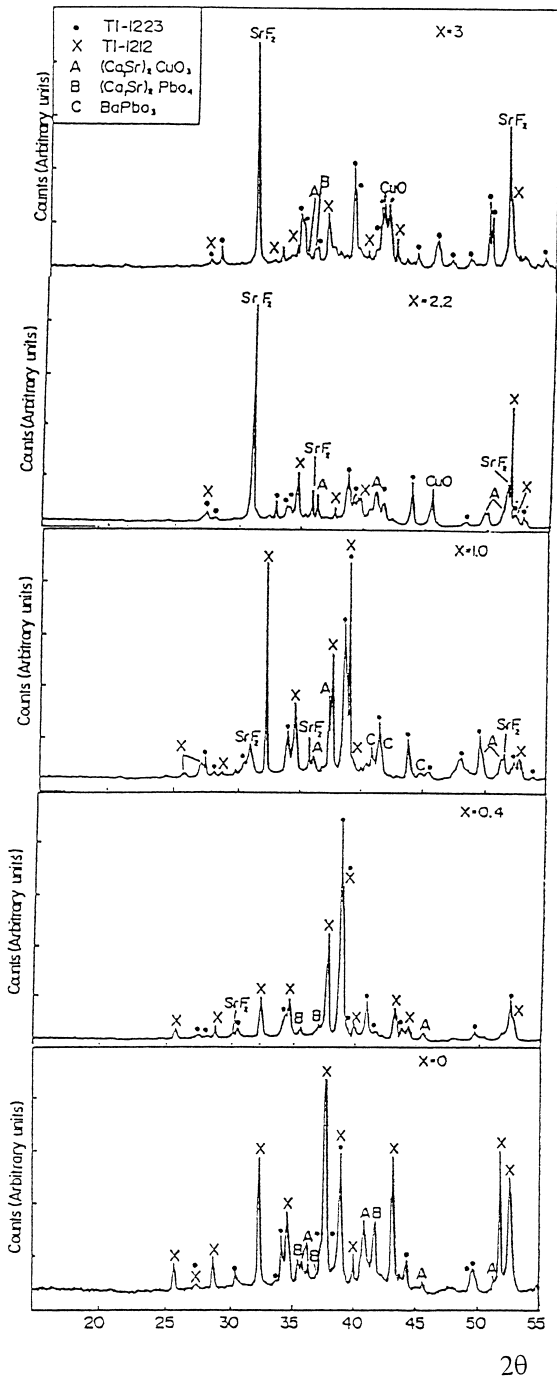 • Tl-1223
X Tl-1212
A (Ca,Sr)₂ CuO₃
B (Ca,Sr)₂ Pbo₄
C BaPbo₃
SrF₂
X=3
SrF₂
A B CuO
X X X X X X X
Counts (Arbitrary units)
SrF₂
X=2.2
X
SrF₂
SrF₂
X X A X X A CuO A X
Counts (Arbitrary units)
X X
X=1.0
X
A
X SrF₂ X SrF₂ A X C C C A SrF₂ X
Counts (Arbitrary units)
X=0.4
X
X
X X SrF₂ X X B B X X X A X
Counts (Arbitrary units)
X=0
X
X X X X X
X X X X B A B X A B A A
Counts (Arbitrary units)
20 25 30 35 40 45 50 55
2θ